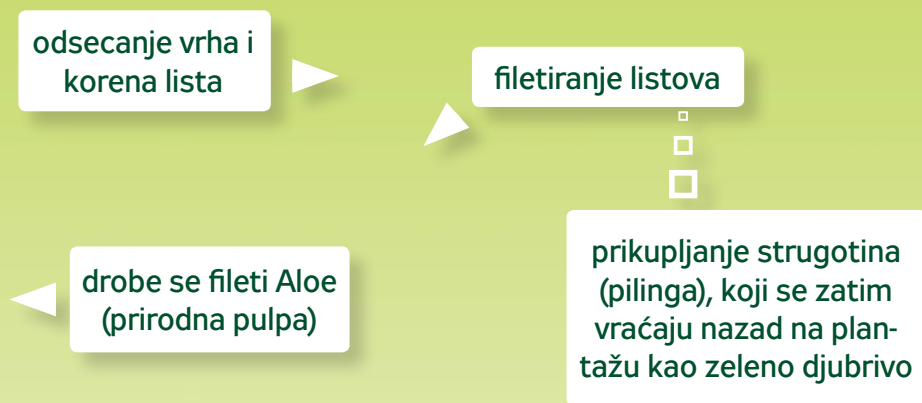 odsecanje vrha i
korena lista
filetiranje listova
drobe se fileti Aloe
(prirodna pulpa)
prikupljanje strugotina
(pilinga), koji se zatim
vraćaju nazad na plan-
tažu kao zeleno djubrivo